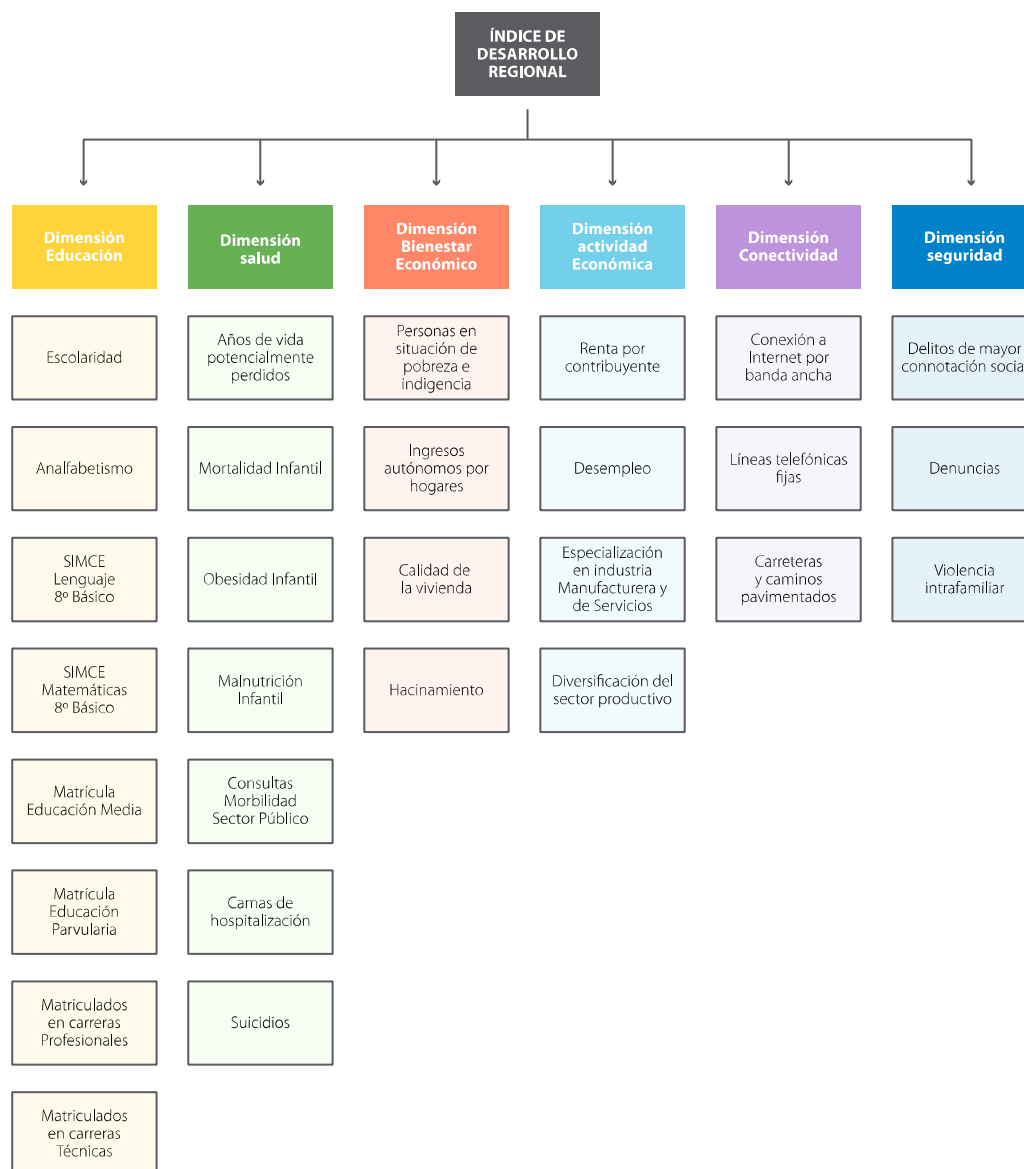 ÍNDICE DE
DESARROLLO
REGIONAL
Dimensión
Educación
Dimensión
salud
Dimensión
Bienestar
Económico
Dimensión
actividad
Económica
Dimensión
Conectividad
Dimensión
seguridad
Escolaridad
Años de vida
potencialmente
perdidos
Personas en
situación de
pobreza e
indigencia
Renta por
contribuyente
Conexión a
Internet por
banda ancha
Delitos de mayor
connotación social
Analfabetismo
Mortalidad Infantil
Ingresos
autónomos por
hogares
Desempleo
Líneas telefónicas
fijas
Denuncias
SIMCE
Lenguaje
8º Básico
Obesidad Infantil
Calidad de
la vivienda
Especialización
en industria
Manufacturera y
de Servicios
Carreteras
y caminos
pavimentados
Violencia
intrafamiliar
SIMCE
Matemáticas
8º Básico
Malnutrición
Infantil
Hacinamiento
Diversificación del
sector productivo
Matrícula
Educación Media
Consultas
Morbilidad
Sector Público
Matrícula
Educación
Parvularia
Camas de
hospitalización
Matriculados
en carreras
Profesionales
Suicidios
Matriculados
en carreras
Técnicas